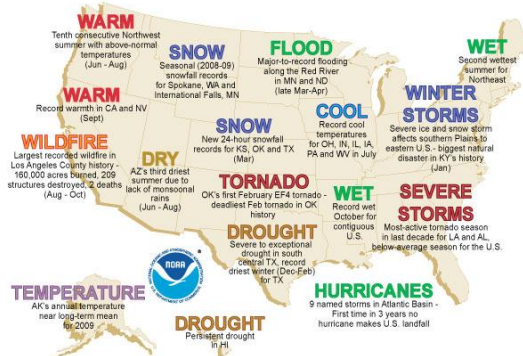 WARM
Tenth consecutive Northwest
summer with above-normal
temperatures
(Jun - Aug)
SNOW
Seasonal (2008-09)
snowfall records
for Spokane, WA and
International Falls, MN
FLOOD
Major-to-record flooding
along the Red River
in MN and ND
(late Mar-Apr)
WET
Second wettest
summer for
Northeast
WARM
Record warmth in CA and NV
(Sept)
SNOW
New 24-hour snowfall
records for KS, OK and TX
(Mar)
COOL
Record cool
temperatures
for OH, IN, IL, IA,
PA and WV in July
WINTER
STORMS
Severe ice and snow storm
affects southern Plains to
eastern U.S. - biggest natural
disaster in KY's history
(Jan)
WILDFIRE
Largest recorded wildfire in
Los Angeles County history -
160,000 acres burned, 209
structures destroyed, 2 deaths
(Aug - Oct)
DRY
AZ's third driest
summer due to
lack of monsoonal
rains
(Jun - Aug)
TORNADO
OK's first February EF4 tornado -
deadliest Feb tornado in OK
history
WET
Record wet
October for
contiguous
U.S.
SEVERE
STORMS
Most-active tornado season
in last decade for LA and AL,
below-average season for the U.S.
DROUGHT
Severe to exceptional
drought in south
central TX, record
driest winter (Dec-Feb)
for TX
NOAA
TEMPERATURE
AK's annual temperature
near long-term mean
for 2009
DROUGHT
Persistent drought
in HI
HURRICANES
9 named storms in Atlantic Basin -
First time in 3 years no
hurricane makes U.S. landfall